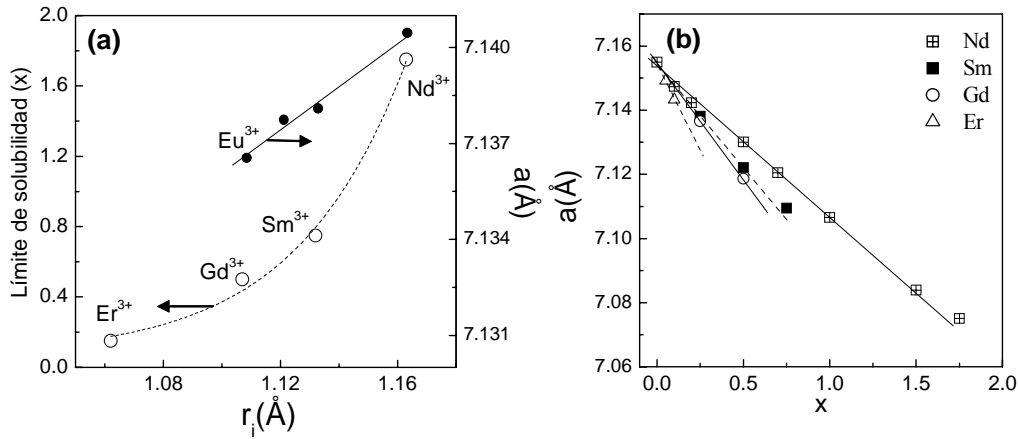 (a)
Límite de solubilidad (x)
2.0
1.8
1.5
1.2
0.8
0.4
0.0
Eu3+
Nd3+
Sm3+
Gd3+
Er3+
7.140
7.137
7.134
7.131
a(Å)
1.08
1.12
1.16
ri(Å)
(b)
a(Å)
7.16
7.14
7.12
7.10
7.08
7.06
Nd
Sm
Gd
Er
0.0
0.5
1.0
1.5
2.0
x